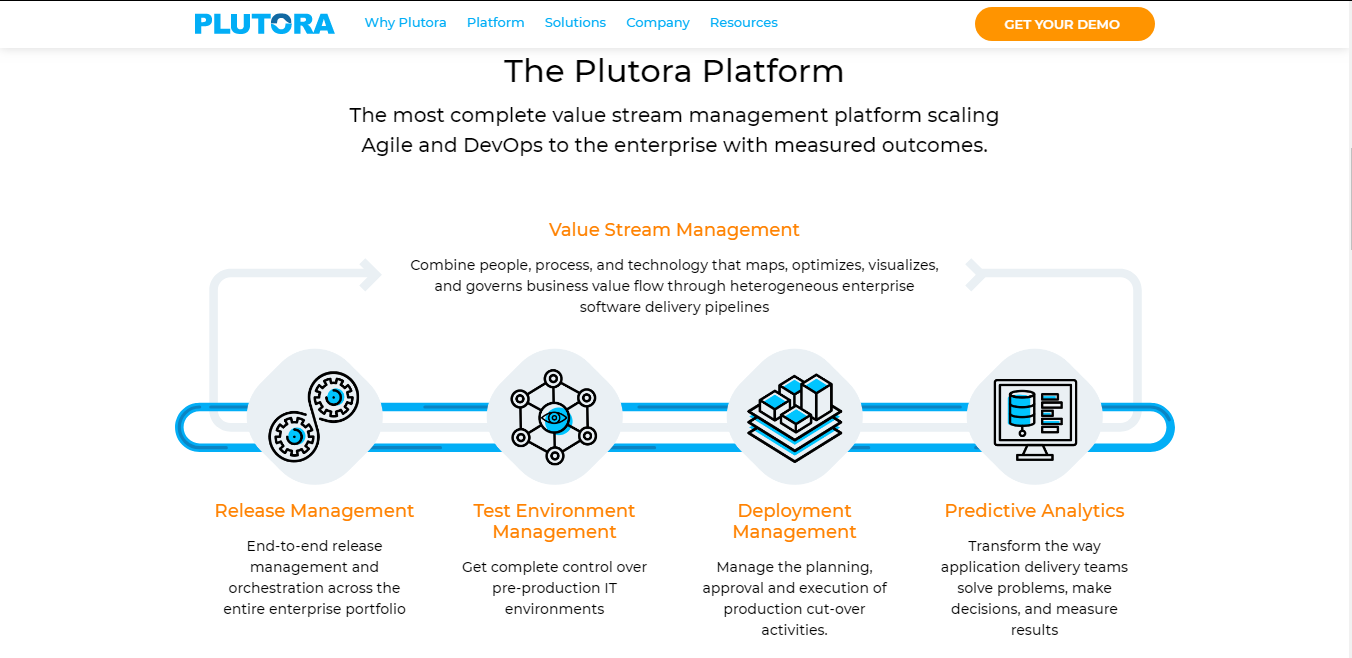 PLUTORA
Why Plutora
Platform
Solutions
Company
Resources
GET YOUR DEMO
The Plutora Platform
The most complete value stream management platform scaling
Agile and DevOps to the enterprise with measured outcomes.
Value Stream Management
Combine people, process, and technology that maps, optimizes, visualizes,
and governs business value flow through heterogeneous enterprise
software delivery pipelines
Release Management
End-to-end release
management and
orchestration across the
entire enterprise portfolio
Test Environment
Management
Get complete control over
pre-production IT
environments
Deployment
Management
Manage the planning,
approval and execution of
production cut-over
activities.
Predictive Analytics
Transform the way
application delivery teams
solve problems, make
decisions, and measure
results